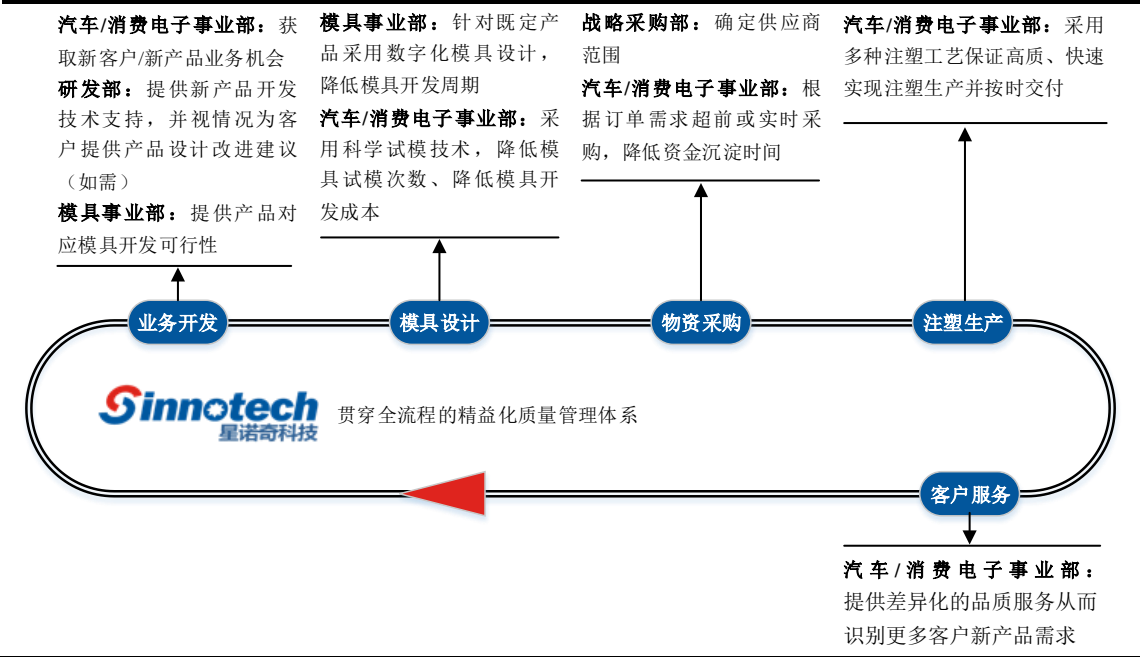 汽车/消费电子事业部：获
取新客户/新产品业务机会
研发部：提供新产品开发
技术支持，并视情况为客
户提供产品设计改进建议
（如需）
模具事业部：提供产品对
应模具开发可行性
模具事业部：针对既定产
品采用数字化模具设计，
降低模具开发周期
汽车/消费电子事业部：采
用科学试模技术，降低模
具试模次数、降低模具开
发成本
战略采购部：确定供应商
范围
汽车/消费电子事业部：根
据订单需求超前或实时采
购，降低资金沉淀时间
汽车/消费电子事业部：采用
多种注塑工艺保证高质、快速
实现注塑生产并按时交付
业务开发
模具设计
物资采购
注塑生产
Sinnotech
星诺奇科技
贯穿全流程的精益化质量管理体系
客户服务
汽车/消费电子事业部：
提供差异化的品质服务从而
识别更多客户新产品需求